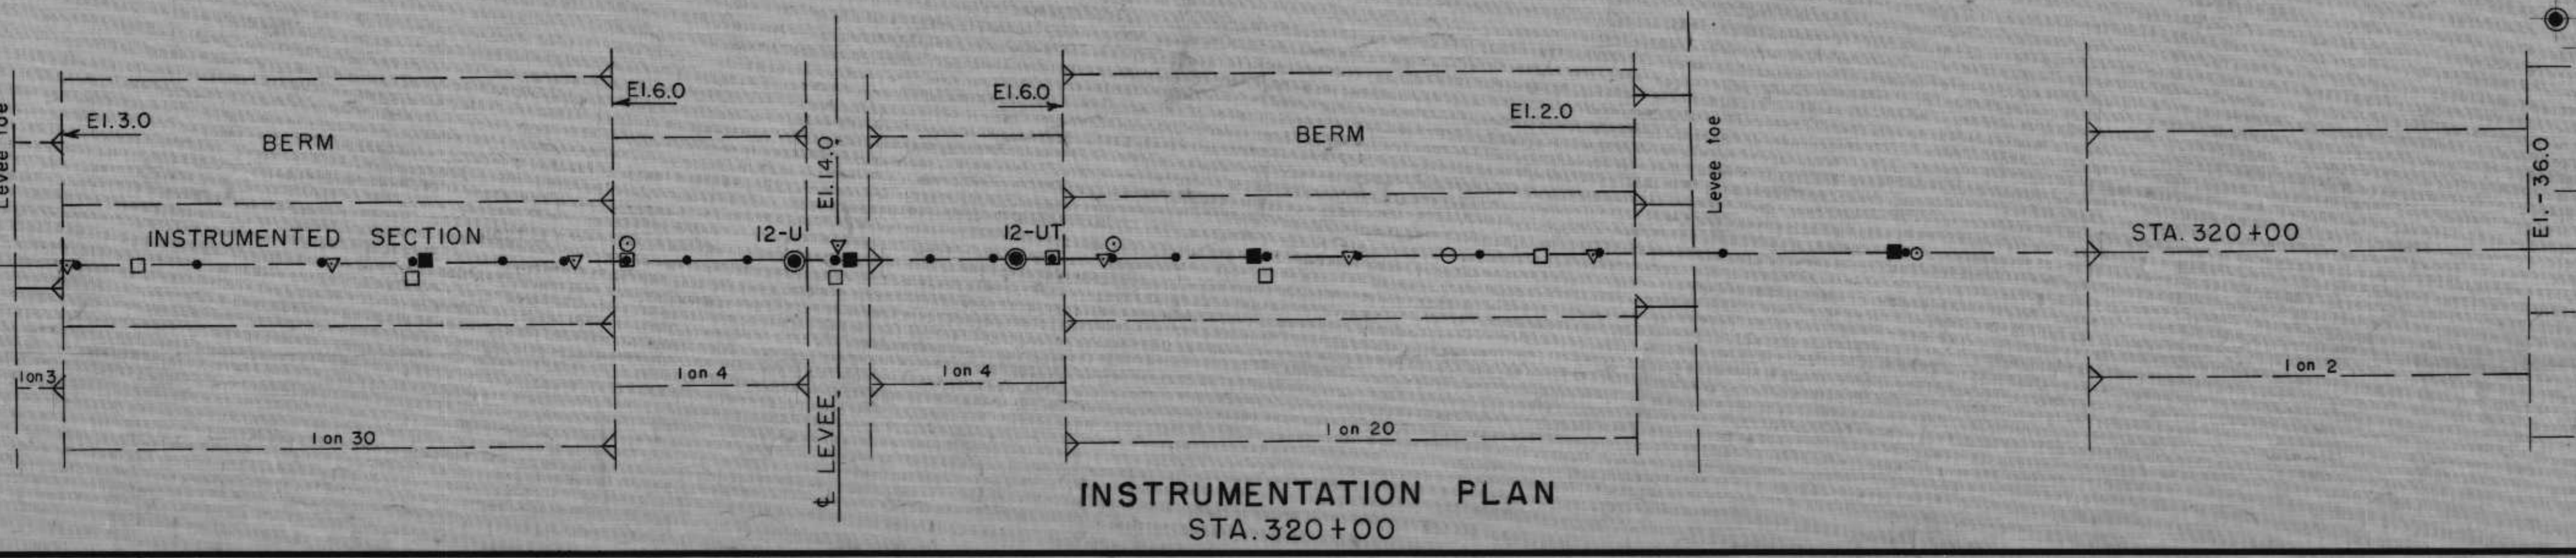 Levee toe
El.3.0
BERM
El.6.0
El.14.0
El.6.0
BERM
El.2.0
Levee toe
El.-36.0
INSTRUMENTED SECTION
12-U
12-UT
STA. 320+00
1 on 3
1 on 4
1 on 4
1 on 2
1 on 30
℄ LEVEE
1 on 20
INSTRUMENTATION PLAN
STA. 320+00